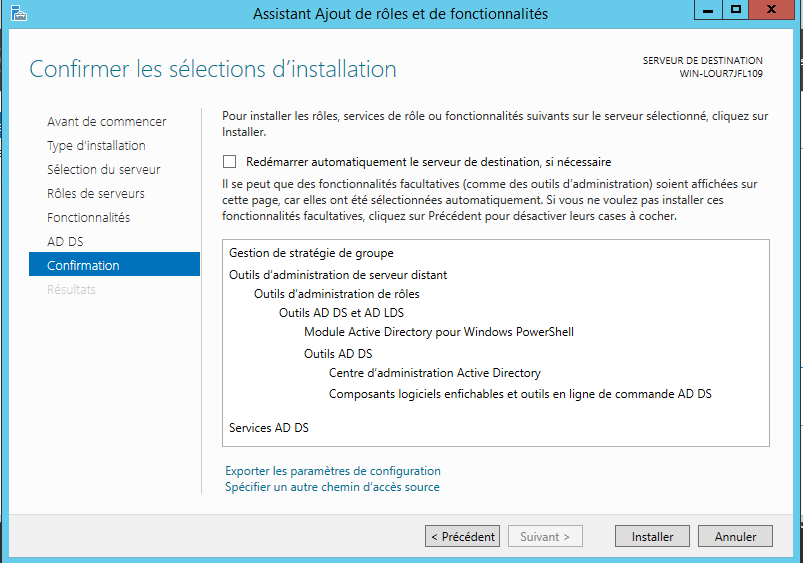 Assistant Ajout de rôles et de fonctionnalités
Confirmer les sélections d'installation
SERVEUR DE DESTINATION
WIN-LOUR7JFL109
Avant de commencer
Type d'installation
Sélection du serveur
Rôles de serveurs
Fonctionnalités
AD DS
Confirmation
Résultats
Pour installer les rôles, services de rôle ou fonctionnalités suivants sur le serveur sélectionné, cliquez sur
Installer.
Redémarrer automatiquement le serveur de destination, si nécessaire
Il se peut que des fonctionnalités facultatives (comme des outils d'administration) soient affichées sur
cette page, car elles ont été sélectionnées automatiquement. Si vous ne voulez pas installer ces
fonctionnalités facultatives, cliquez sur Précédent pour désactiver leurs cases à cocher.
Gestion de stratégie de groupe
Outils d'administration de serveur distant
Outils d'administration de rôles
Outils AD DS et AD LDS
Module Active Directory pour Windows PowerShell
Outils AD DS
Centre d'administration Active Directory
Composants logiciels enfichables et outils en ligne de commande AD DS
Services AD DS
Exporter les paramètres de configuration
Spécifier un autre chemin d'accès source
< Précédent
Suivant >
Installer
Annuler